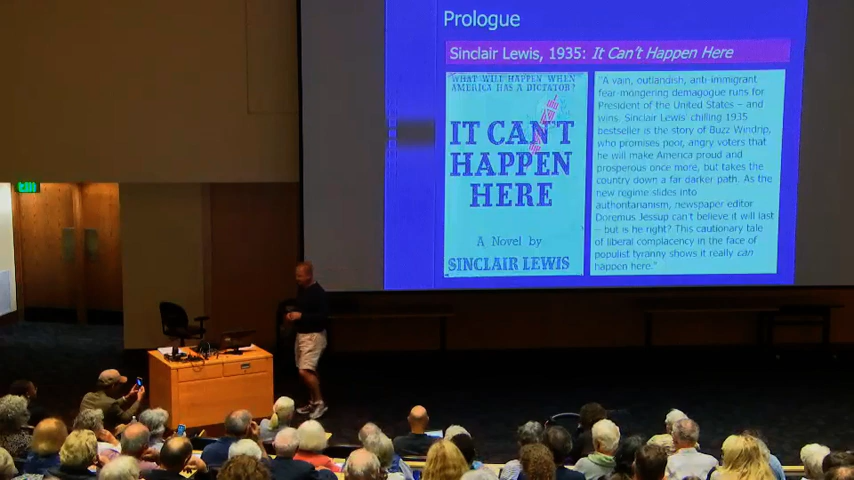 Prologue
Sinclair Lewis, 1935: It Can't Happen Here
WHAT WILL HAPPEN WHEN
AMERICA HAS A DICTATOR?
IT CAN'T
HAPPEN
HERE
A Novel by
SINCLAIR LEWIS
"A vain, outlandish, anti-immigrant
fear-mongering demagogue runs for
President of the United States – and
wins. Sinclair Lewis' chilling 1935
bestseller is the story of Buzz Windrip,
who promises poor, angry voters that
he will make America proud and
prosperous once more, but takes the
country down a far darker path. As the
new regime slides into
authoritarianism, newspaper editor
Doremus Jessup can't believe it will last
– but is he right? This cautionary tale
of liberal complacency in the face of
populist tyranny shows it really can
happen here."